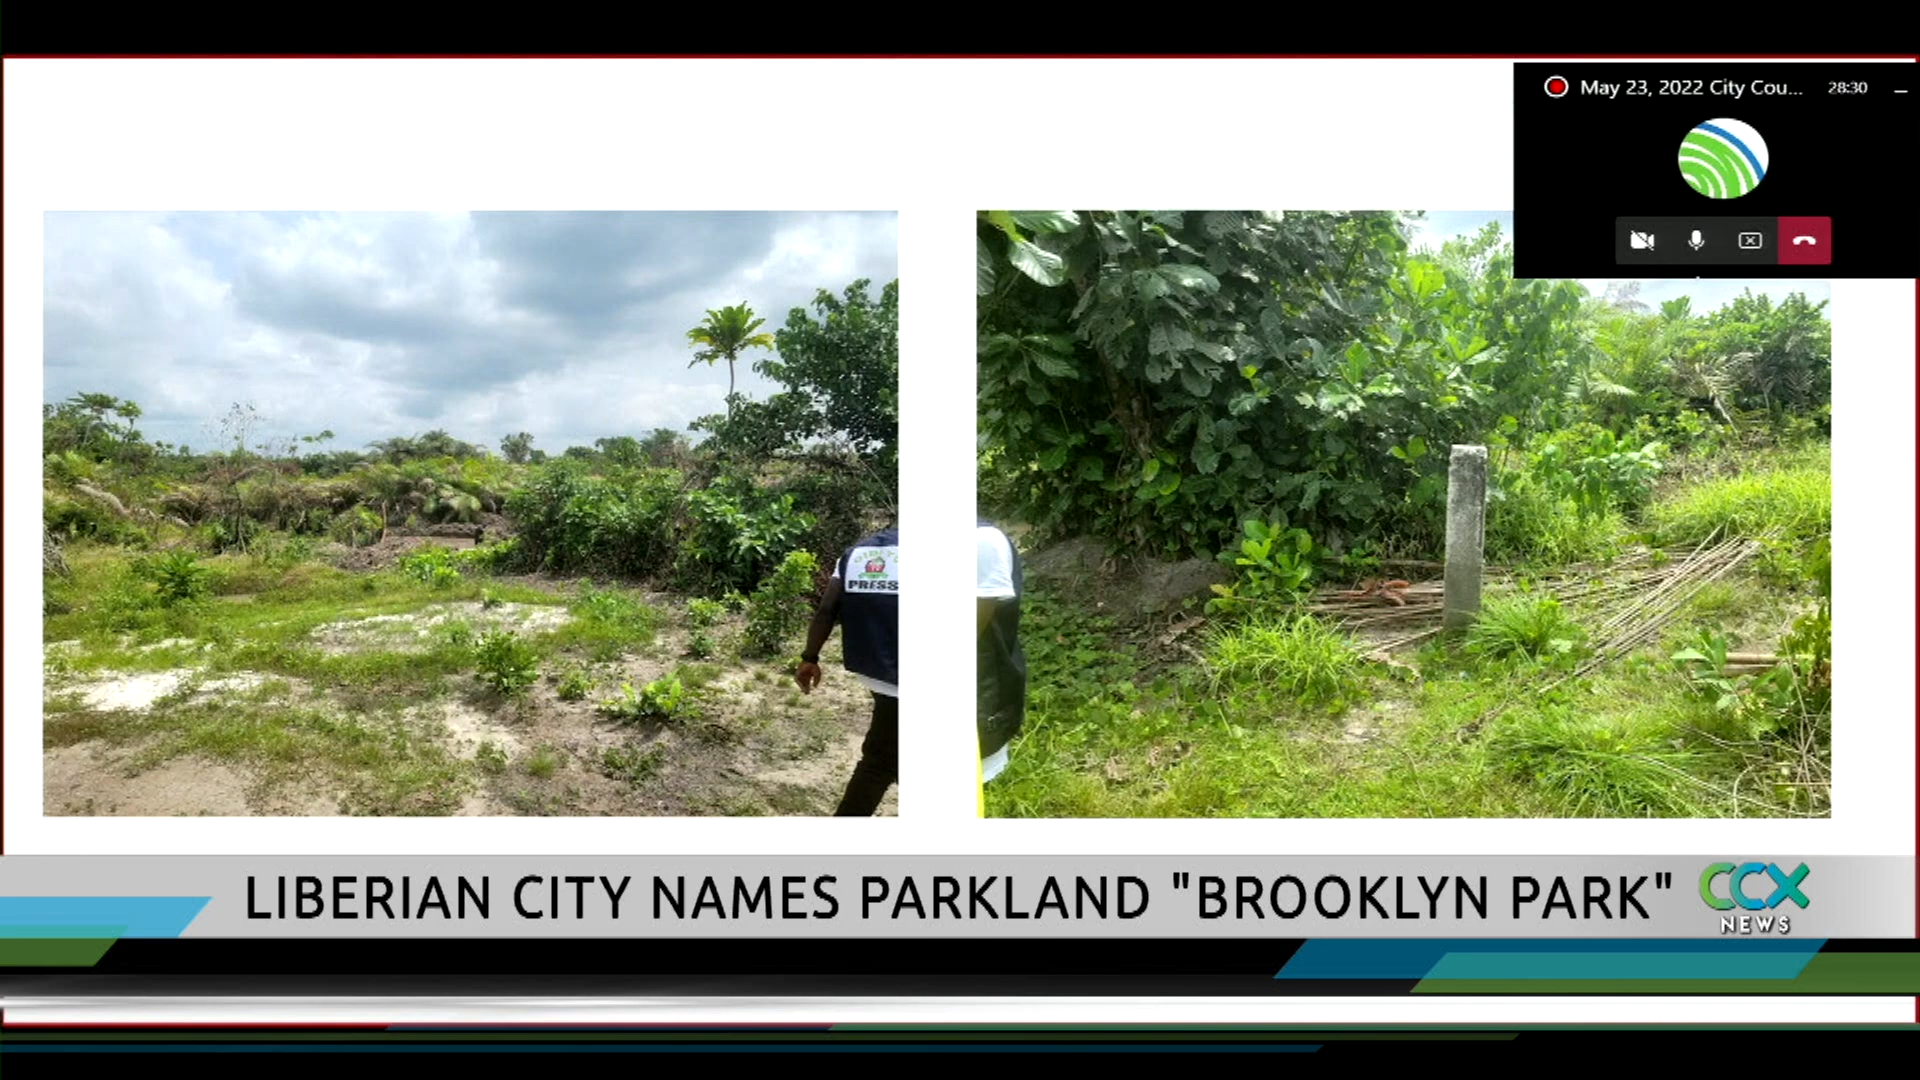 May 23, 2022 City Cou...
28:30
PRESS
LIBERIAN CITY NAMES PARKLAND "BROOKLYN PARK"
CCX
NEWS